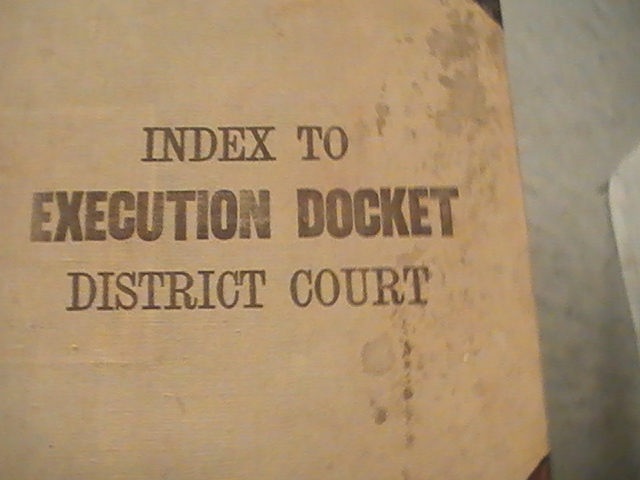 INDEX TO
EXECUTION DOCKET
DISTRICT COURT